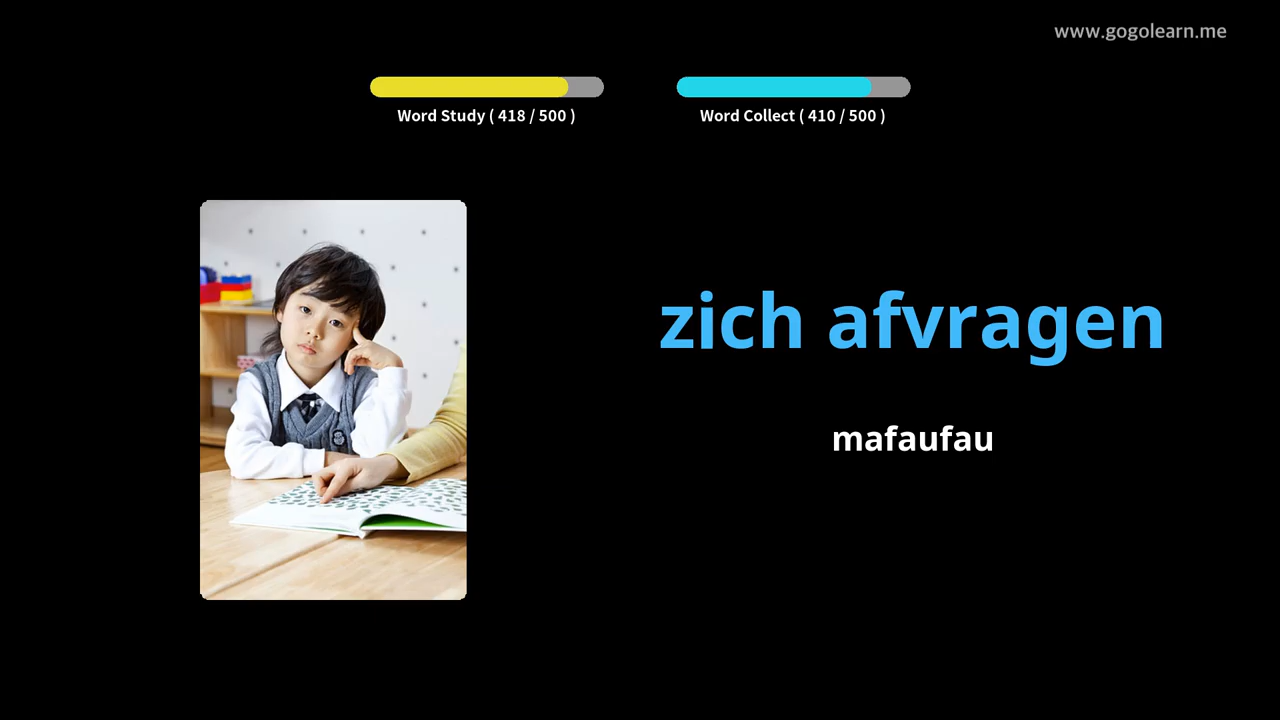 www.gogolearn.me
Word Study ( 418 / 500 )
Word Collect ( 410 / 500 )
zich afvragen
mafaufau